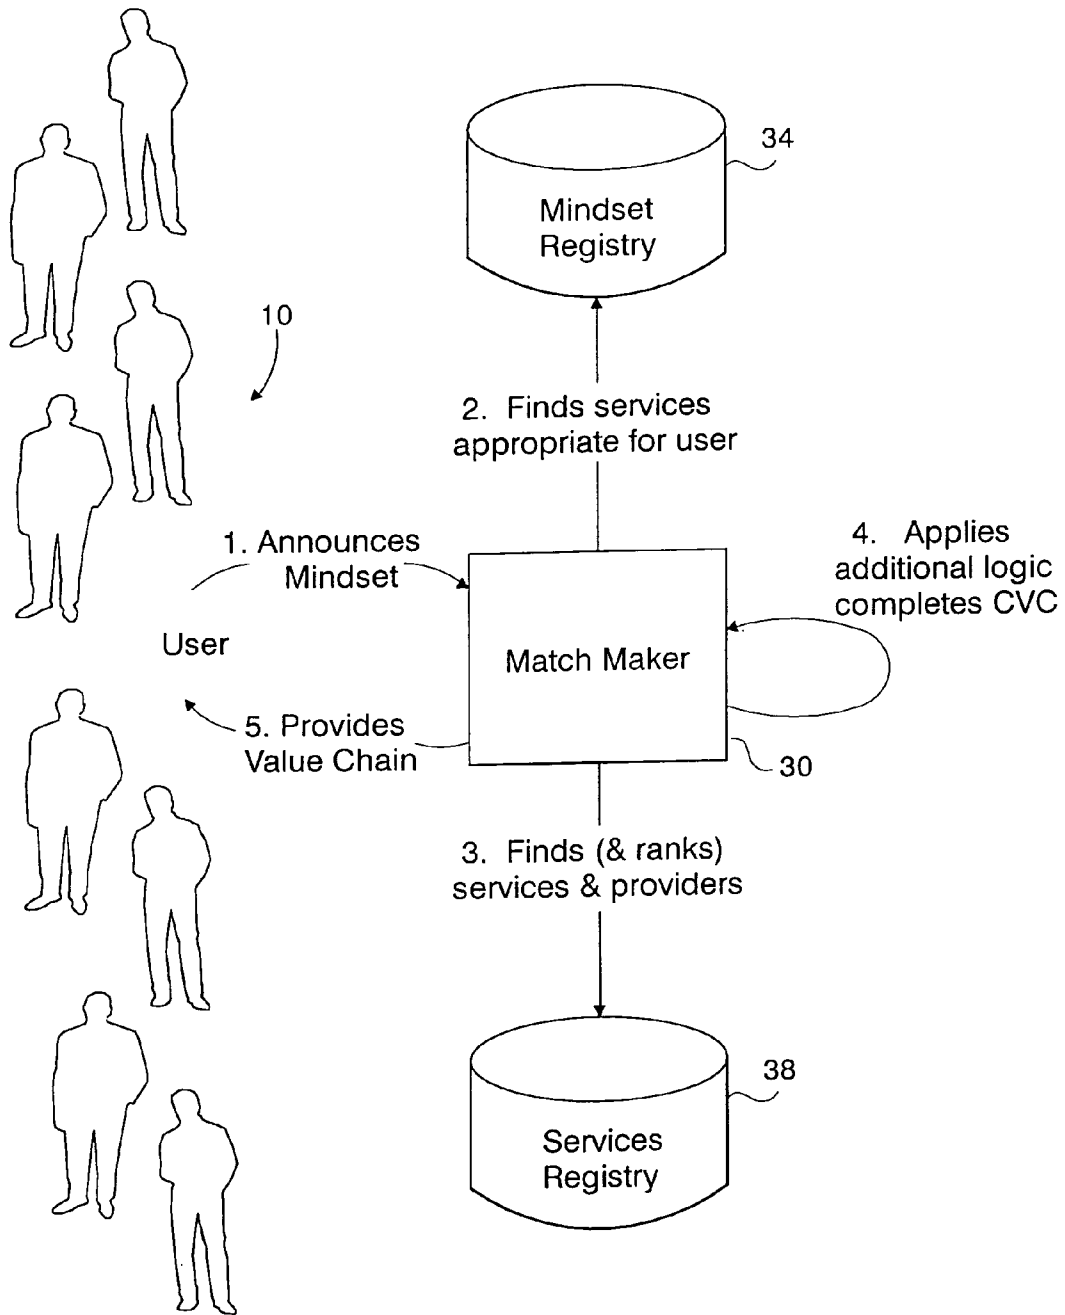 34
Mindset
Registry
10
2. Finds services
appropriate for user
1. Announces
Mindset
4. Applies
additional logic
completes CVC
User
Match Maker
5. Provides
Value Chain
30
3. Finds (& ranks)
services & providers
38
Services
Registry